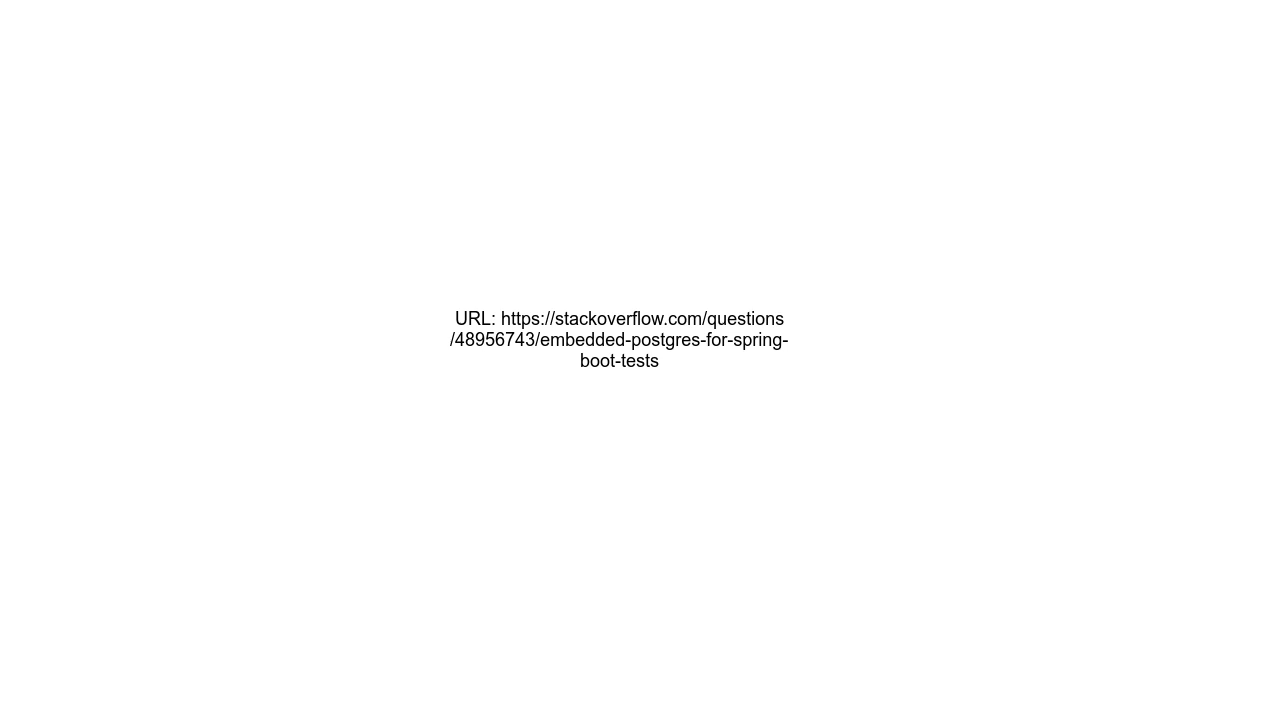 URL: https://stackoverflow.com/questions
/48956743/embedded-postgres-for-spring-
boot-tests